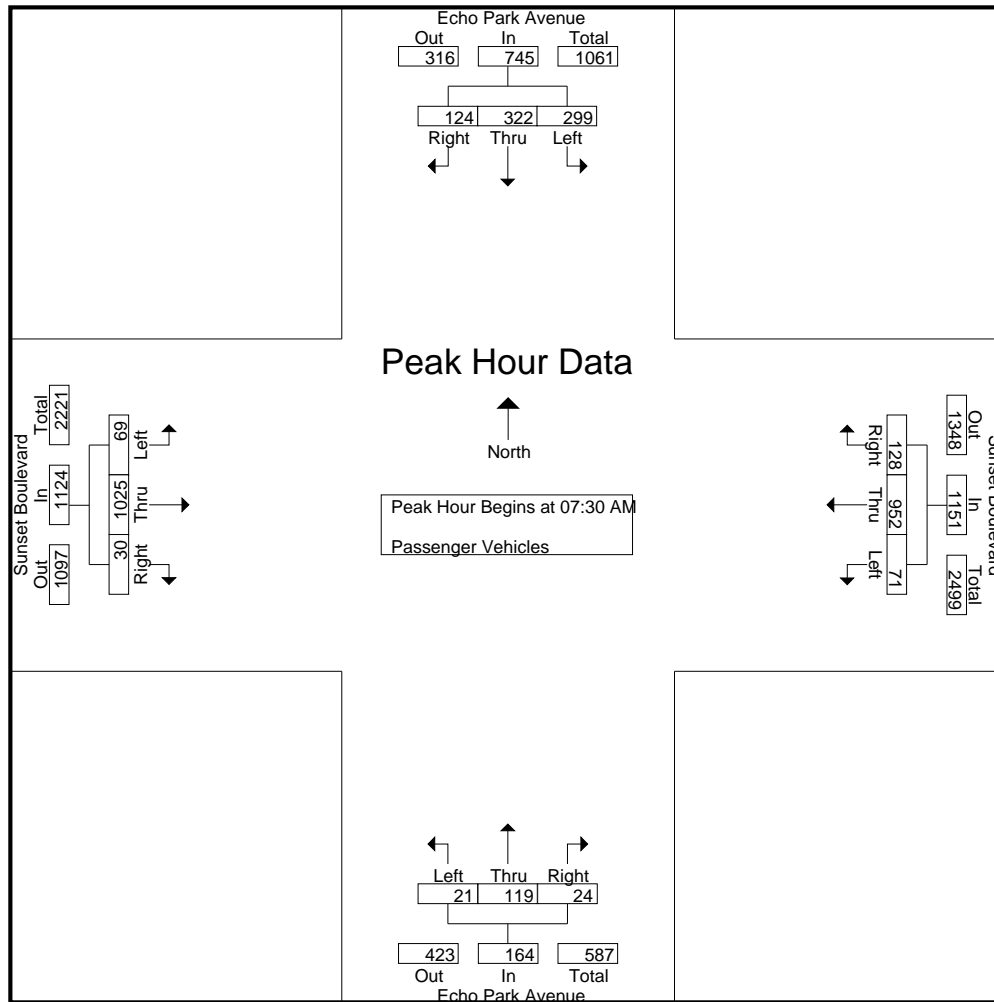 Echo Park Avenue
Out In Total
316 745 1061
124 322 299
Right Thru Left
Peak Hour Data
North
Peak Hour Begins at 07:30 AM
Passenger Vehicles
Sunset Boulevard
Out In Total
1097 1124 2221
30 1025 69
Right Thru Left
Sunset Boulevard
Out In Total
1348 1151 2499
128 952 71
Right Thru Left
Left Thru Right
21 119 24
423 164 587
Out In Total
Echo Park Avenue